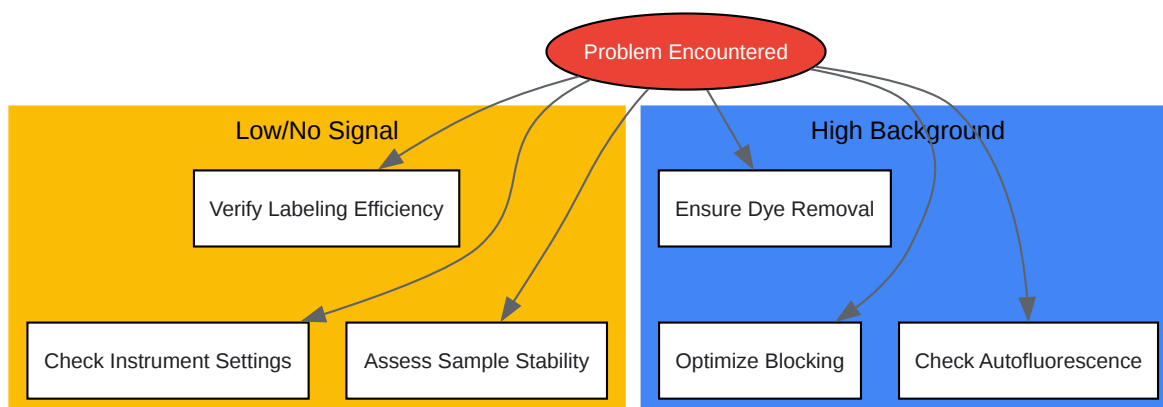 Problem Encountered
Low/No Signal
High Background
Verify Labeling Efficiency
Ensure Dye Removal
Check Instrument Settings
Assess Sample Stability
Optimize Blocking
Check Autofluorescence